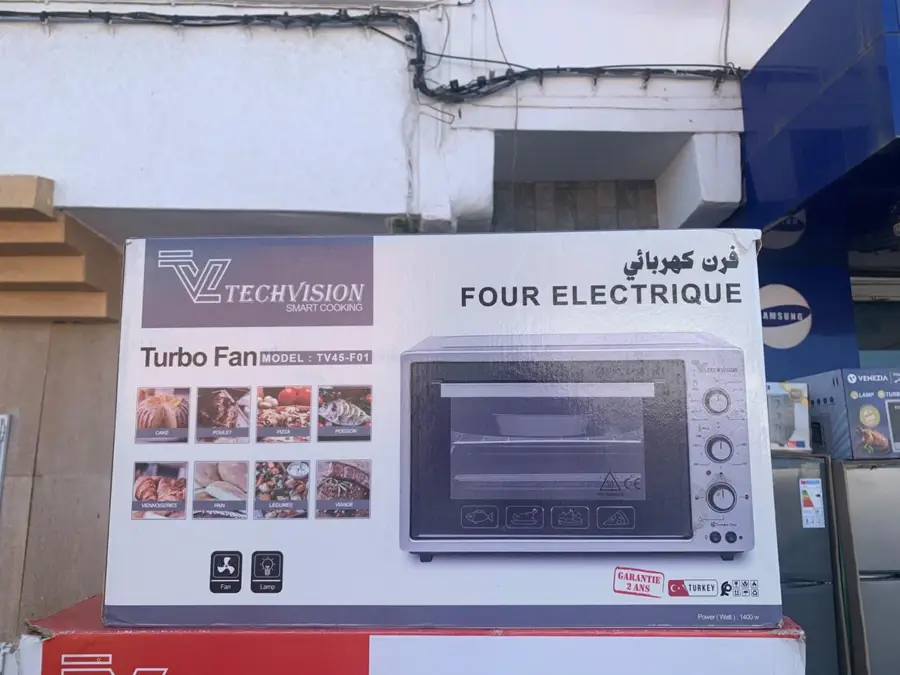 TECHVISION
SMART COOKING
فرن كهربائي
FOUR ELECTRIQUE
Turbo Fan MODEL : TV45-F01
CAKE
POULET
PIZZA
POISSON
VIENNOISERIES
PAIN
LEGUMES
VIANDE
Fan
Lamp
TECHVISION
GARANTIE
2 ANS
TURKEY
Power ( Watt ) : 1400 w
SAMSUNG
VENEZIA
LAMP